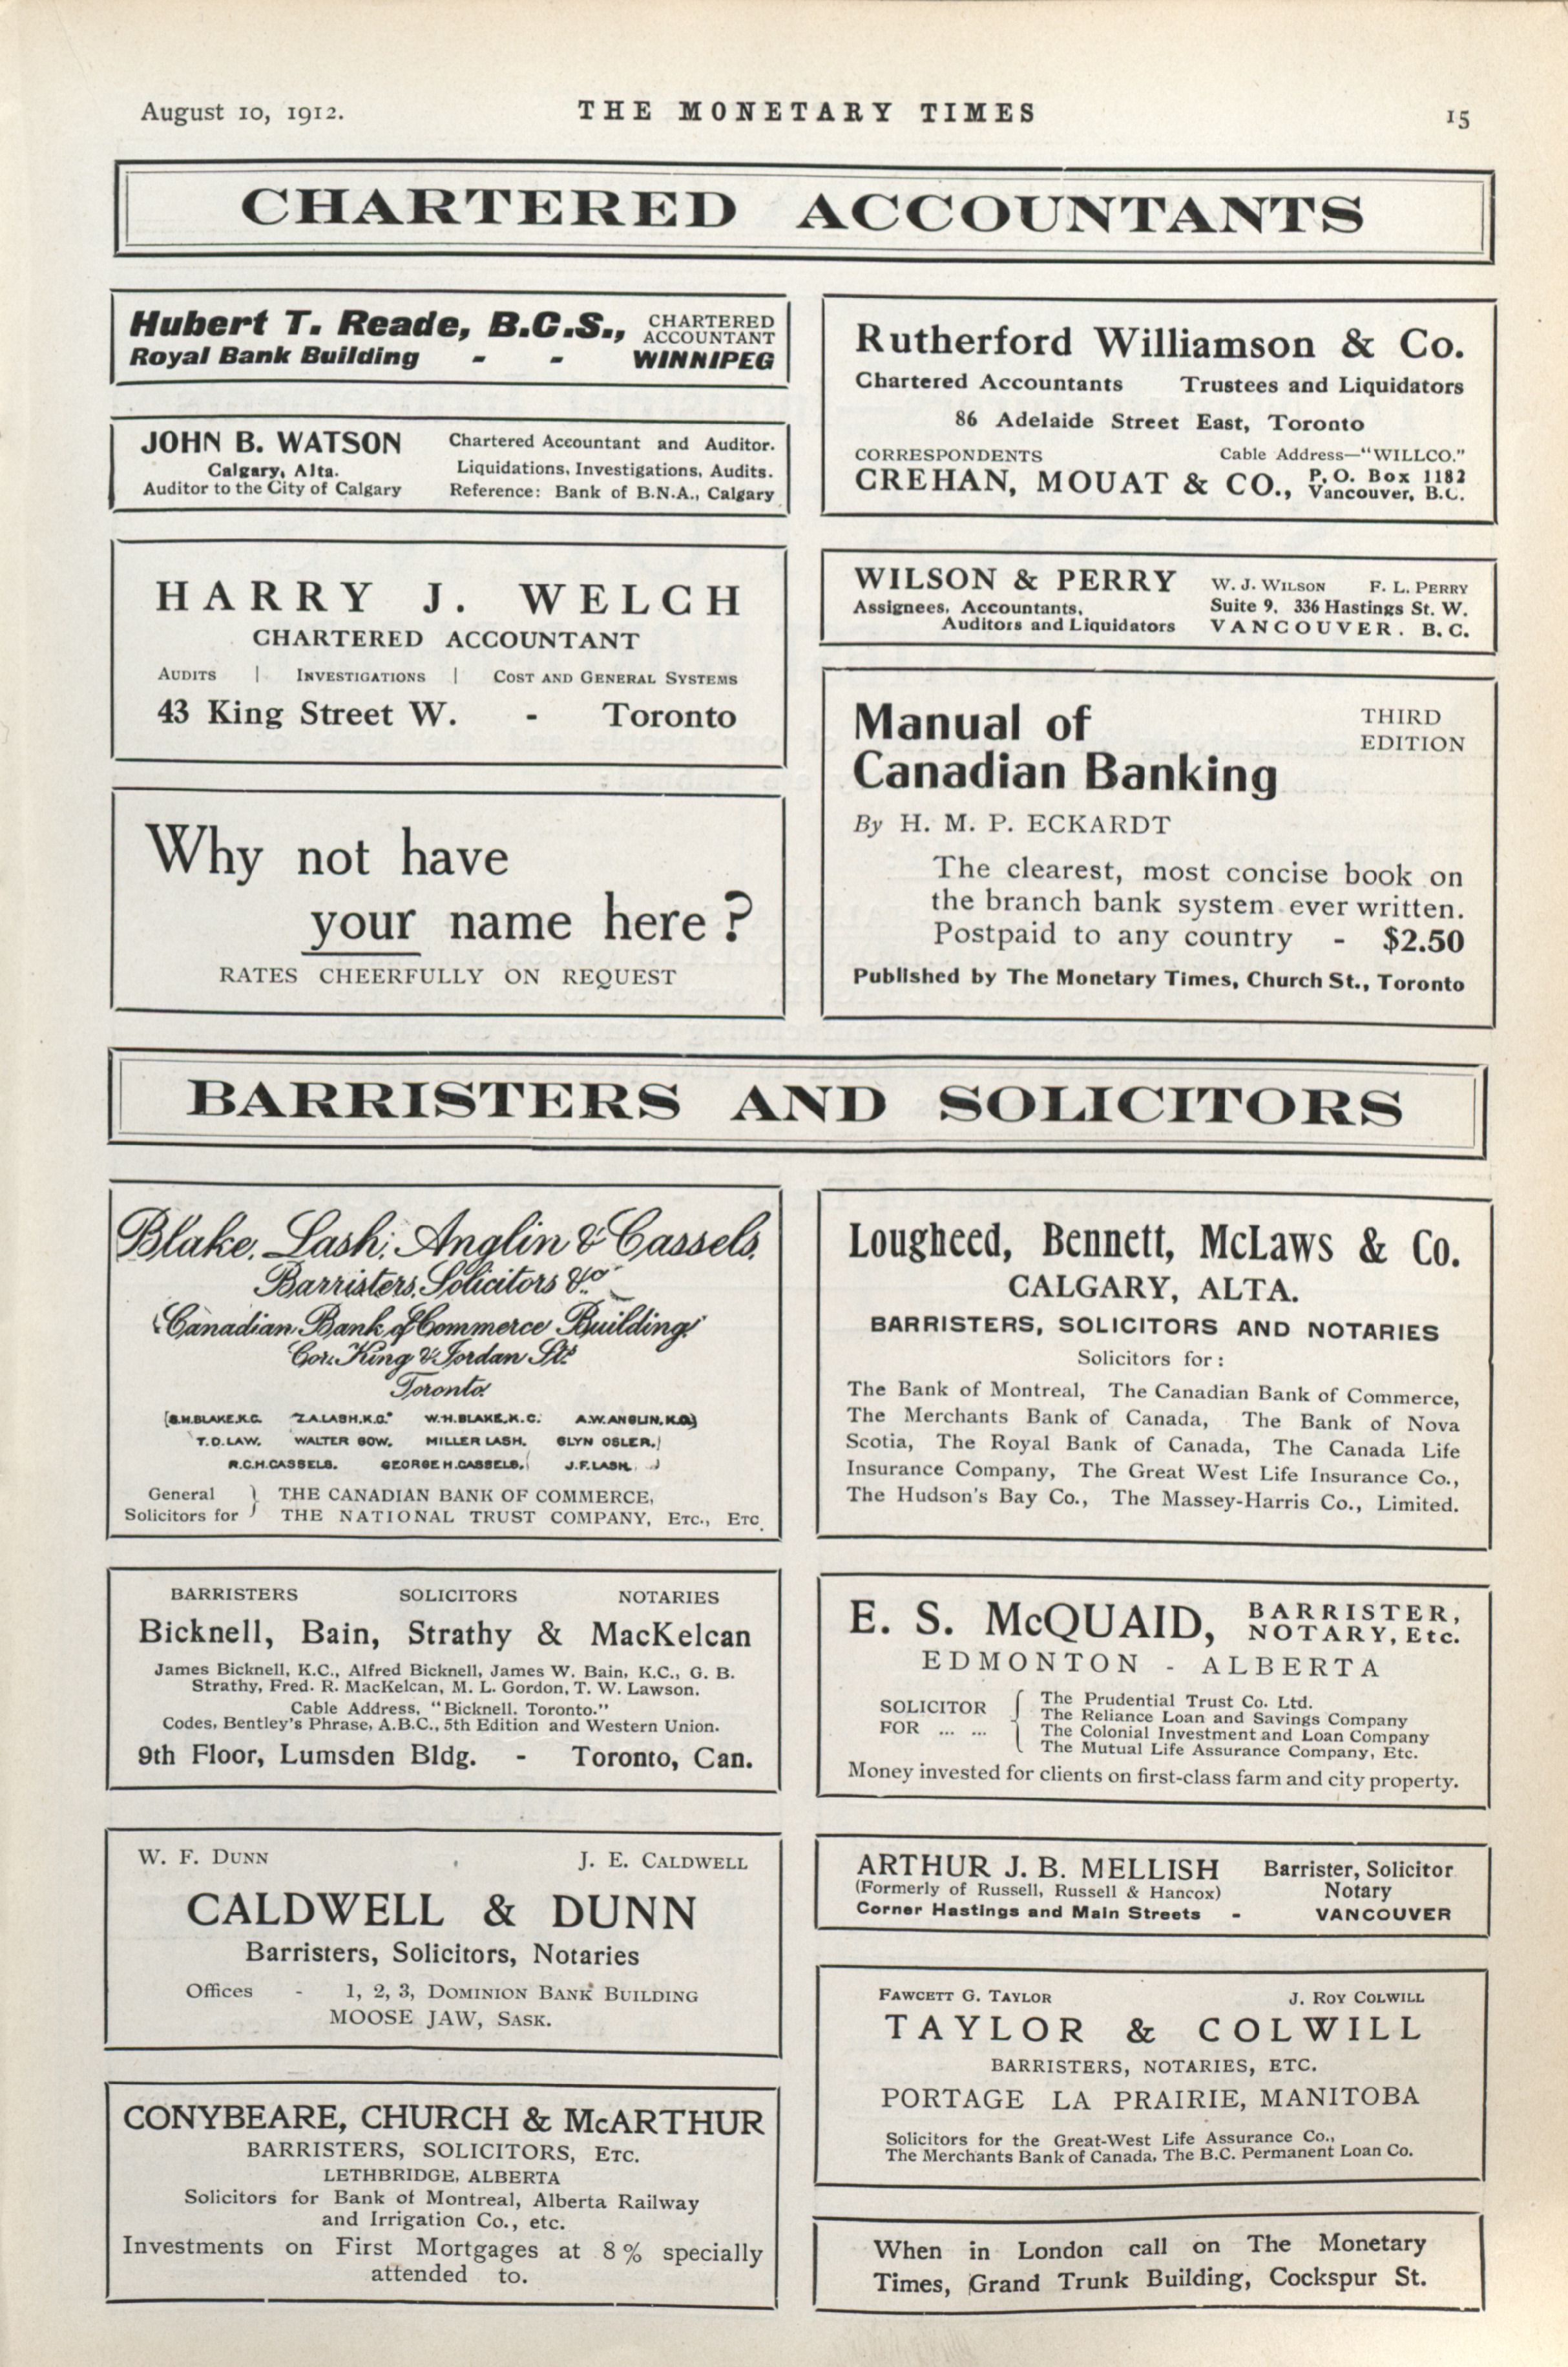 August 10, 1912.
THE MONETARY TIMES
15
CHARTERED ACCOUNTANTS
Hubert T. Reade, B.C.S., CHARTERED ACCOUNTANT
Royal Bank Building - - WINNIPEG
JOHN B. WATSON
Calgary, Alta.
Auditor to the City of Calgary
Chartered Accountant and Auditor.
Liquidations, Investigations, Audits.
Reference: Bank of B.N.A., Calgary
HARRY J. WELCH
CHARTERED ACCOUNTANT
AUDITS | INVESTIGATIONS | COST AND GENERAL SYSTEMS
43 King Street W. - Toronto
Why not have
your name here?
RATES CHEERFULLY ON REQUEST
Rutherford Williamson & Co.
Chartered Accountants Trustees and Liquidators
86 Adelaide Street East, Toronto
CORRESPONDENTS Cable Address—"WILLCO."
CREHAN, MOUAT & CO., P. O. Box 1182
Vancouver, B.C.
WILSON & PERRY
Assignees, Accountants,
Auditors and Liquidators
W. J. WILSON F. L. PERRY
Suite 9, 336 Hastings St. W.
VANCOUVER. B. C.
Manual of
Canadian Banking
THIRD
EDITION
By H. M. P. ECKARDT
The clearest, most concise book on
the branch bank system ever written.
Postpaid to any country - $2.50
Published by The Monetary Times, Church St., Toronto
BARRISTERS AND SOLICITORS
Blake, Lash, Anglin & Cassels,
Barristers, Solicitors &c.
Canadian Bank of Commerce Building,
Cor. King & Jordan Sts.
Toronto
S.H.BLAKE,K.C. Z.A.LASH,K.C. W.H.BLAKE,K.C. A.W.ANGLIN,K.C.
T.D.LAW. WALTER GOW. MILLER LASH. GLYN OSLER.
R.C.H.CASSELS. GEORGE H.CASSELS. J.F.LASH.
General
Solicitors for
THE CANADIAN BANK OF COMMERCE,
THE NATIONAL TRUST COMPANY, ETC., ETC.
BARRISTERS SOLICITORS NOTARIES
Bicknell, Bain, Strathy & MacKelcan
James Bicknell, K.C., Alfred Bicknell, James W. Bain, K.C., G. B.
Strathy, Fred. R. MacKelcan, M. L. Gordon, T. W. Lawson.
Cable Address, "Bicknell, Toronto."
Codes, Bentley's Phrase, A.B.C., 5th Edition and Western Union.
9th Floor, Lumsden Bldg. - Toronto, Can.
W. F. DUNN J. E. CALDWELL
CALDWELL & DUNN
Barristers, Solicitors, Notaries
Offices - 1, 2, 3, DOMINION BANK BUILDING
MOOSE JAW, SASK.
CONYBEARE, CHURCH & McARTHUR
BARRISTERS, SOLICITORS, ETC.
LETHBRIDGE, ALBERTA
Solicitors for Bank of Montreal, Alberta Railway
and Irrigation Co., etc.
Investments on First Mortgages at 8% specially
attended to.
Lougheed, Bennett, McLaws & Co.
CALGARY, ALTA.
BARRISTERS, SOLICITORS AND NOTARIES
Solicitors for:
The Bank of Montreal, The Canadian Bank of Commerce,
The Merchants Bank of Canada, The Bank of Nova
Scotia, The Royal Bank of Canada, The Canada Life
Insurance Company, The Great West Life Insurance Co.,
The Hudson's Bay Co., The Massey-Harris Co., Limited.
E. S. McQUAID, BARRISTER,
NOTARY, Etc.
EDMONTON - ALBERTA
SOLICITOR
FOR ... ...
The Prudential Trust Co. Ltd.
The Reliance Loan and Savings Company
The Colonial Investment and Loan Company
The Mutual Life Assurance Company, Etc.
Money invested for clients on first-class farm and city property.
ARTHUR J. B. MELLISH
(Formerly of Russell, Russell & Hancox)
Corner Hastings and Main Streets -
Barrister, Solicitor
Notary
VANCOUVER
FAWCETT G. TAYLOR J. ROY COLWILL
TAYLOR & COLWILL
BARRISTERS, NOTARIES, ETC.
PORTAGE LA PRAIRIE, MANITOBA
Solicitors for the Great-West Life Assurance Co.,
The Merchants Bank of Canada, The B.C. Permanent Loan Co.
When in London call on The Monetary
Times, Grand Trunk Building, Cockspur St.